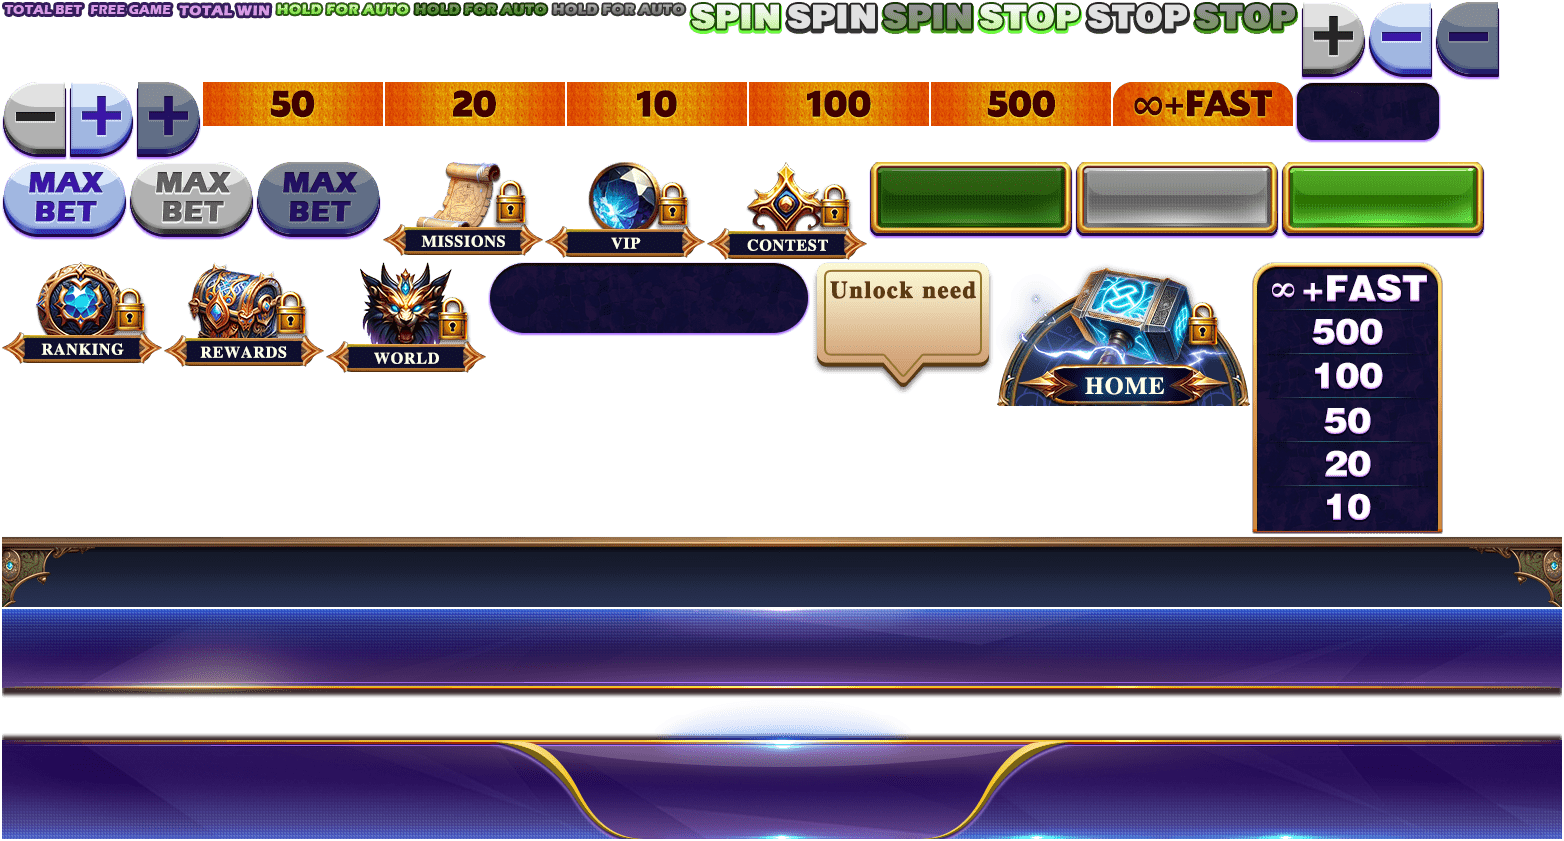 TOTAL BET FREE GAME TOTAL WIN HOLD FOR AUTO HOLD FOR AUTO HOLD FOR AUTO SPIN SPIN SPIN STOP STOP STOP + − −
− + + 50 20 10 100 500 ∞+FAST
MAX BET
MAX BET
MAX BET
MISSIONS
VIP
CONTEST
RANKING
REWARDS
WORLD
Unlock need
HOME
∞ +FAST
500
100
50
20
10